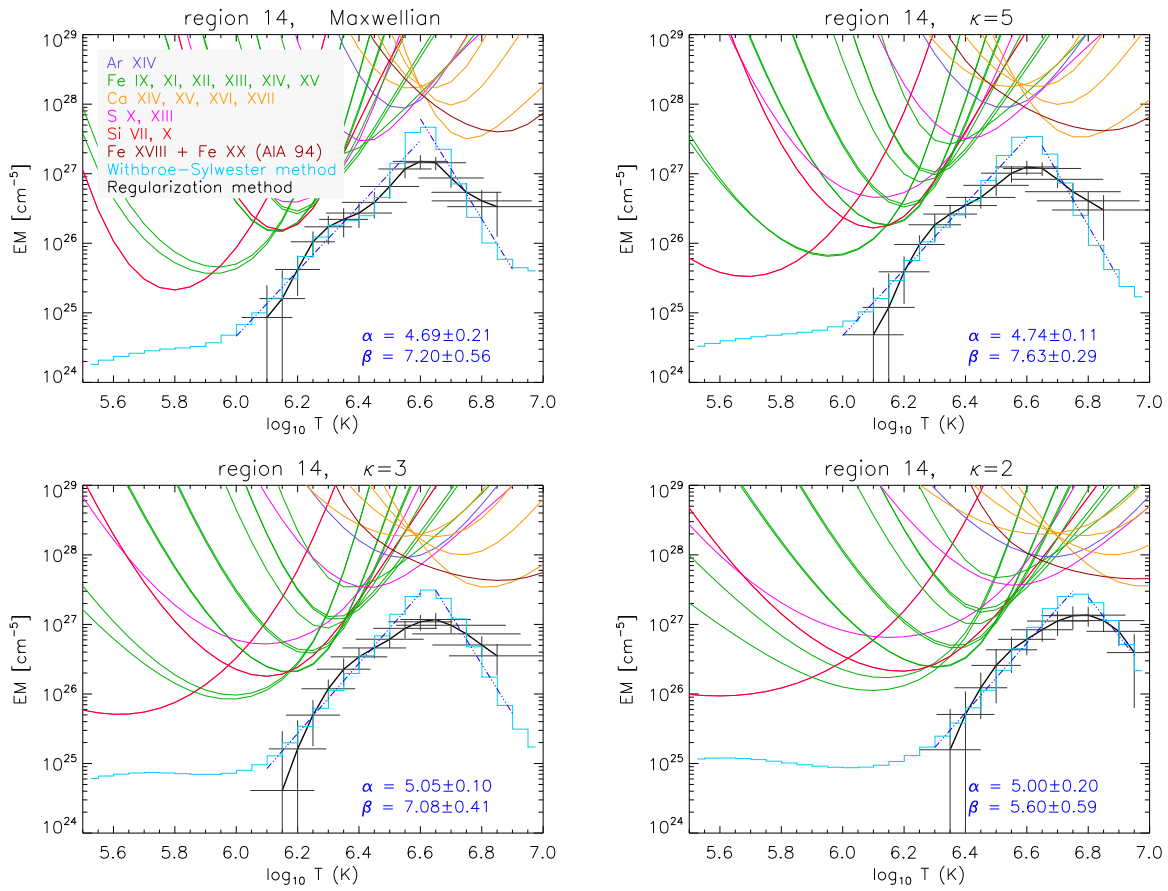 region 14, Maxwellian
10^29
10^28
10^27
10^26
10^25
10^24
EM [cm^-5]
Ar XIV
Fe IX, XI, XII, XIII, XIV, XV
Ca XIV, XV, XVI, XVII
S X, XIII
Si VII, X
Fe XVIII + Fe XX (AIA 94)
Withbroe-Sylwester method
Regularization method
α = 4.69±0.21
β = 7.20±0.56
5.6 5.8 6.0 6.2 6.4 6.6 6.8 7.0
log10 T (K)
region 14, κ=5
10^29
10^28
10^27
10^26
10^25
10^24
EM [cm^-5]
α = 4.74±0.11
β = 7.63±0.29
5.6 5.8 6.0 6.2 6.4 6.6 6.8 7.0
log10 T (K)
region 14, κ=3
10^29
10^28
10^27
10^26
10^25
10^24
EM [cm^-5]
α = 5.05±0.10
β = 7.08±0.41
5.6 5.8 6.0 6.2 6.4 6.6 6.8 7.0
log10 T (K)
region 14, κ=2
10^29
10^28
10^27
10^26
10^25
10^24
EM [cm^-5]
α = 5.00±0.20
β = 5.60±0.59
5.6 5.8 6.0 6.2 6.4 6.6 6.8 7.0
log10 T (K)